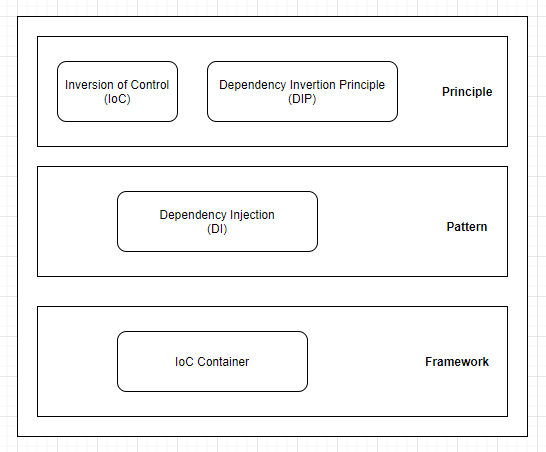 Inversion of Control
(IoC)
Dependency Invertion Principle
(DIP)
Principle
Dependency Injection
(DI)
Pattern
IoC Container
Framework